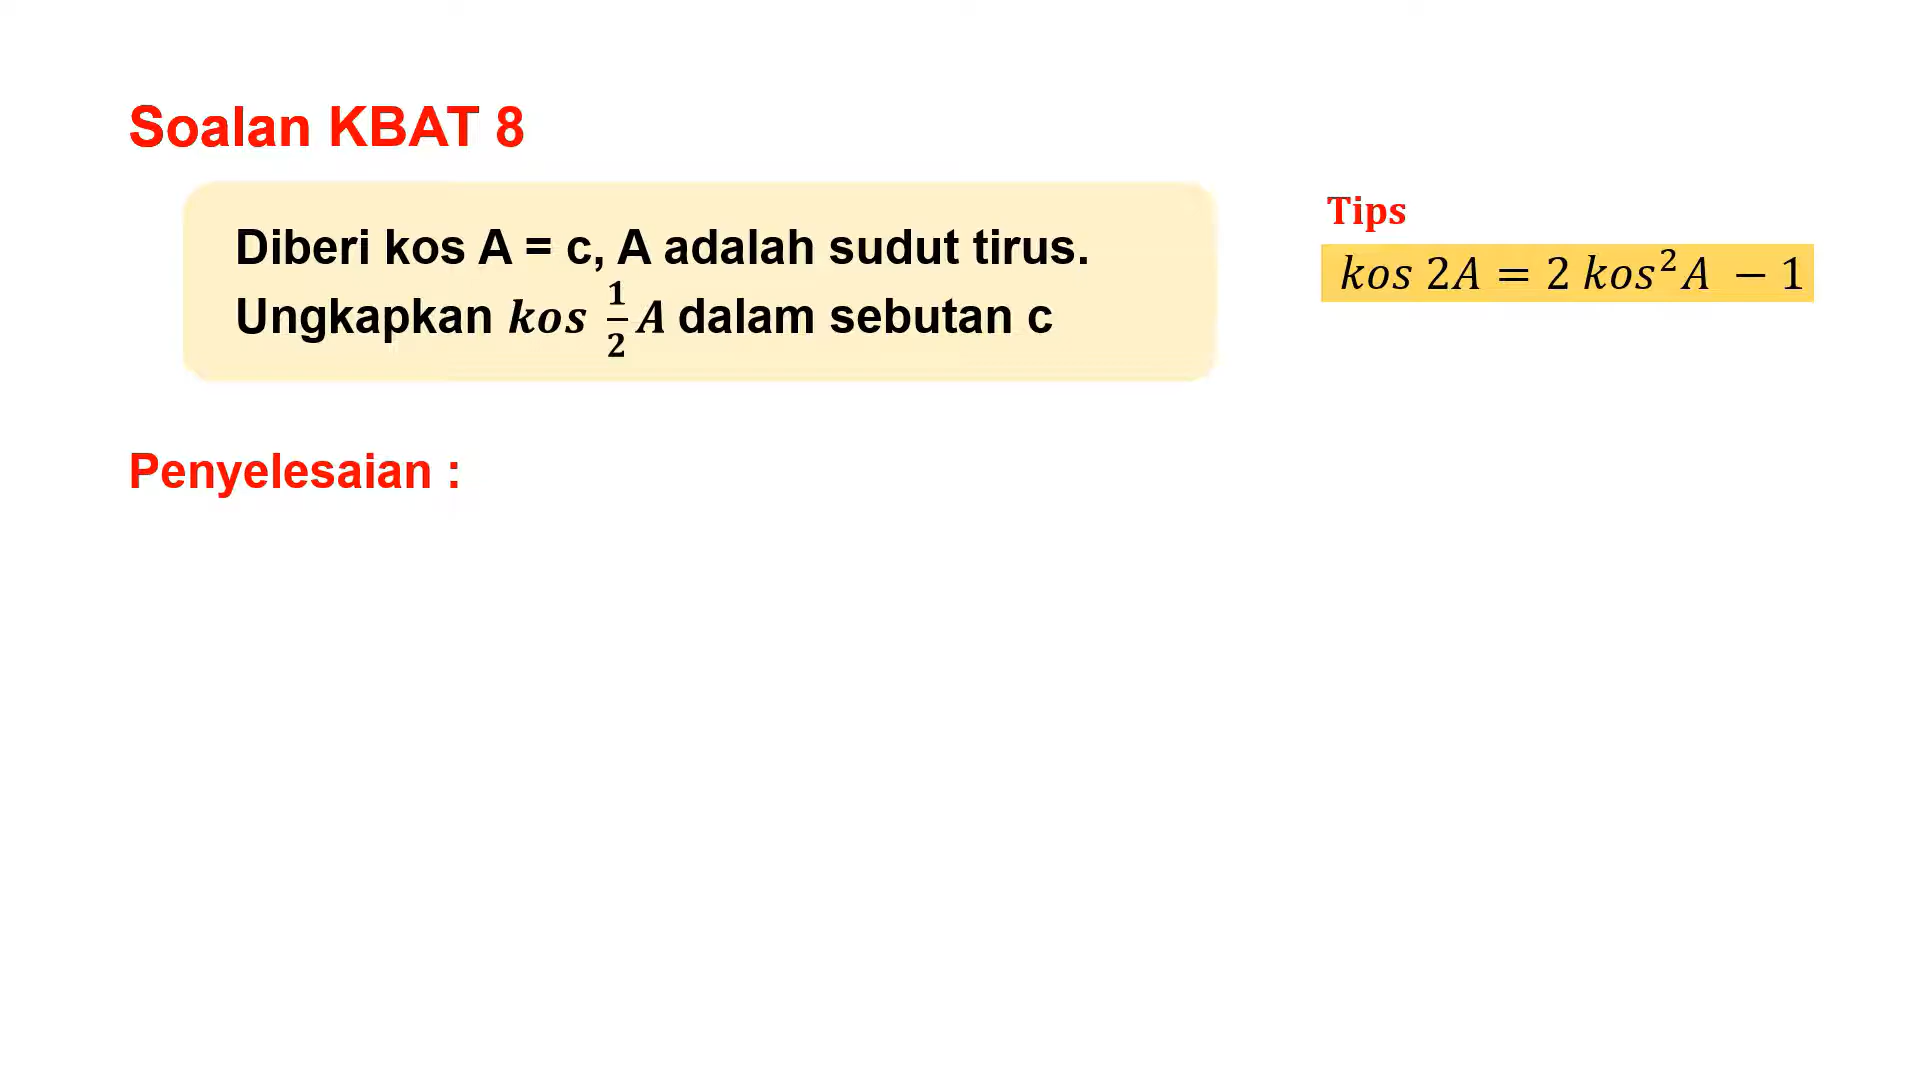 Soalan KBAT 8
Diberi kos A = c, A adalah sudut tirus.
Ungkapkan kos 1/2 A dalam sebutan c
Tips
kos 2A = 2 kos²A − 1
Penyelesaian :